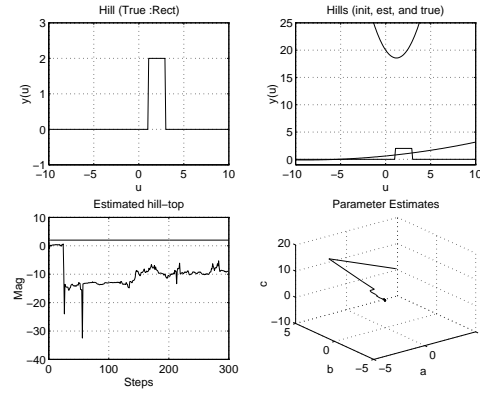 Hill (True :Rect)
3
2
1
0
−1
−10 −5 0 5 10
y(u)
u
Hills (init, est, and true)
25
20
15
10
5
0
−10 −5 0 5 10
y(u)
u
Estimated hill−top
10
0
−10
−20
−30
−40
0 100 200 300
Mag
Steps
Parameter Estimates
20
10
0
−10
5
0
−5
−5
0
5
c
b
a